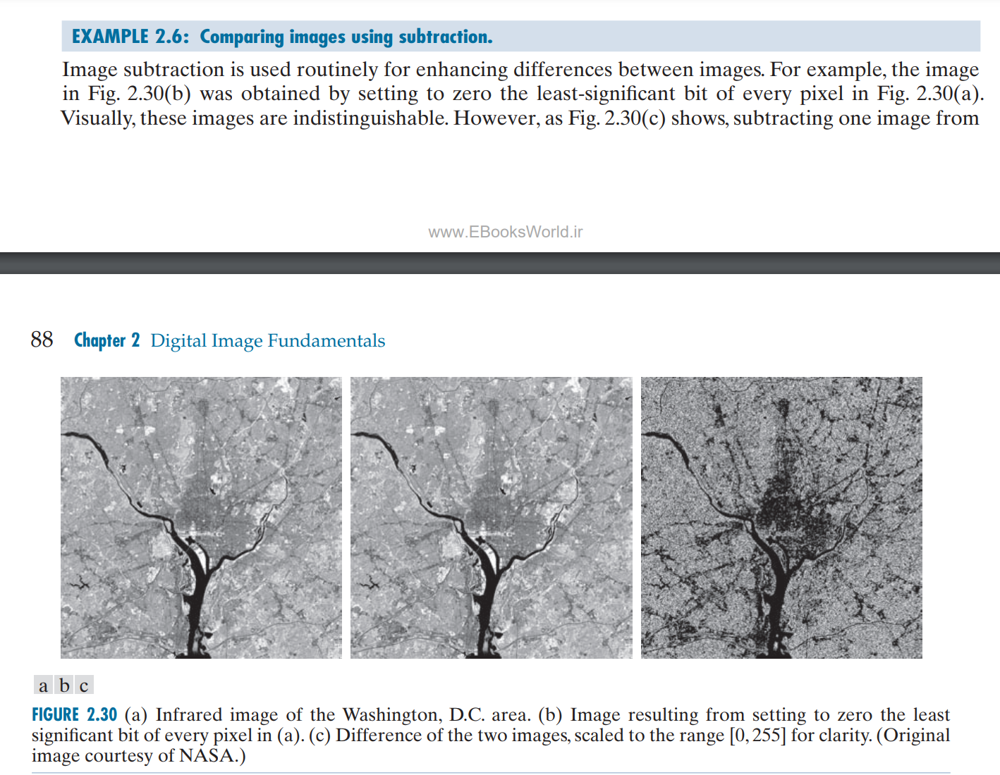 EXAMPLE 2.6: Comparing images using subtraction.
Image subtraction is used routinely for enhancing differences between images. For example, the image
in Fig. 2.30(b) was obtained by setting to zero the least-significant bit of every pixel in Fig. 2.30(a).
Visually, these images are indistinguishable. However, as Fig. 2.30(c) shows, subtracting one image from
www.EBooksWorld.ir
88 Chapter 2 Digital Image Fundamentals
a b c
FIGURE 2.30 (a) Infrared image of the Washington, D.C. area. (b) Image resulting from setting to zero the least
significant bit of every pixel in (a). (c) Difference of the two images, scaled to the range [0, 255] for clarity. (Original
image courtesy of NASA.)